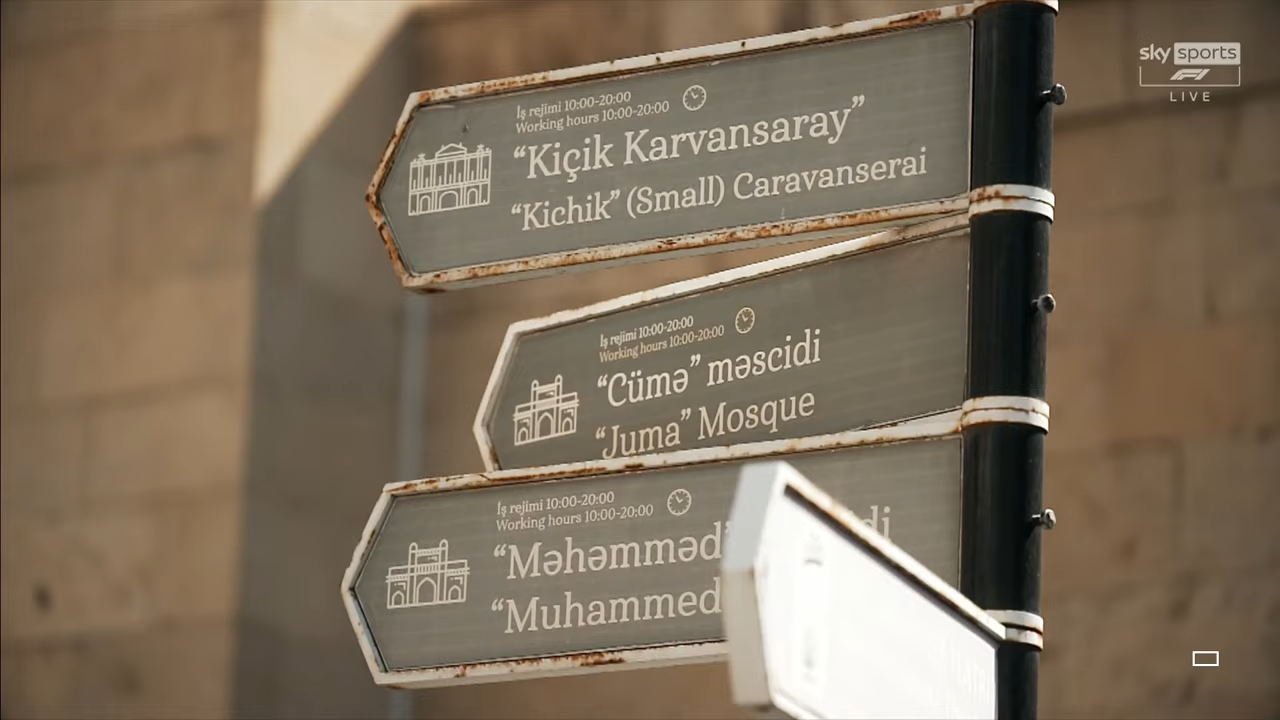 sky sports
F1
LIVE
İş rejimi 10:00-20:00
Working hours 10:00-20:00
“Kiçik Karvansaray”
“Kichik” (Small) Caravanserai
İş rejimi 10:00-20:00
Working hours 10:00-20:00
“Cümə” məscidi
“Juma” Mosque
İş rejimi 10:00-20:00
Working hours 10:00-20:00
“Məhəmməd
“Muhammed